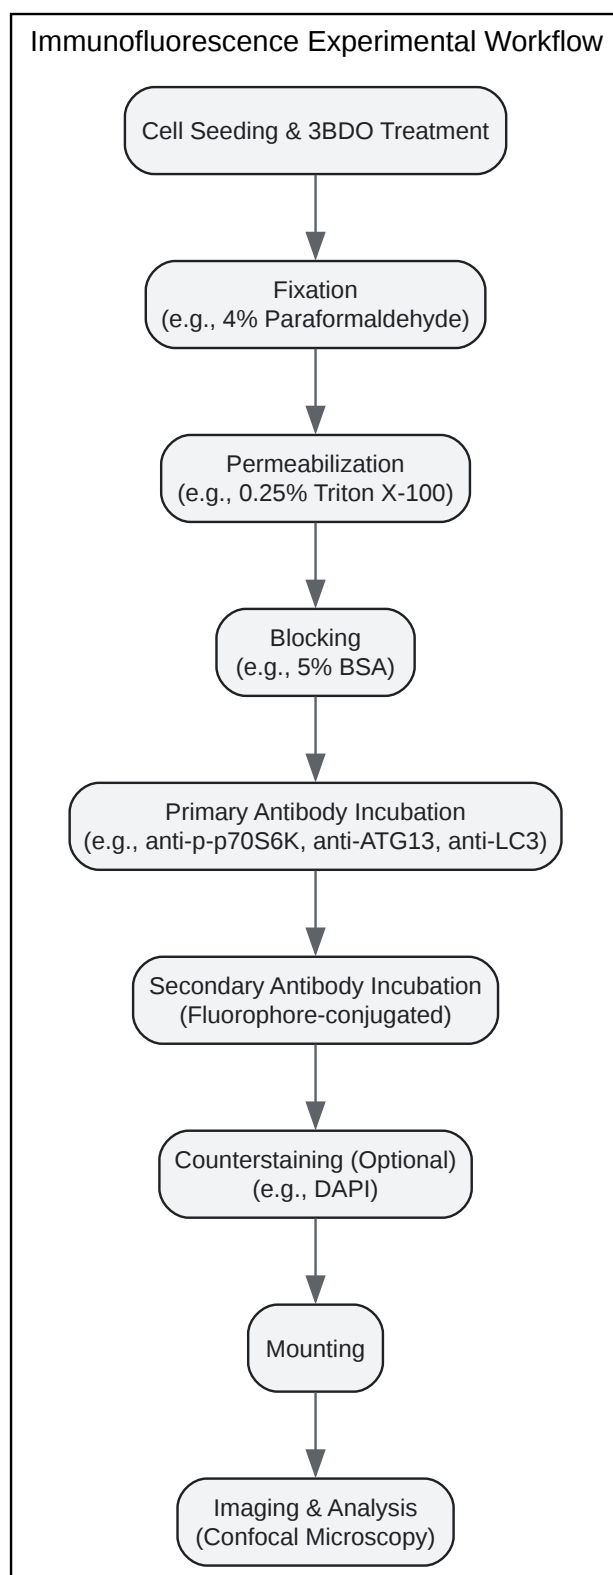 Immunofluorescence Experimental Workflow
Cell Seeding & 3BDO Treatment
Fixation
(e.g., 4% Paraformaldehyde)
Permeabilization
(e.g., 0.25% Triton X-100)
Blocking
(e.g., 5% BSA)
Primary Antibody Incubation
(e.g., anti-p-p70S6K, anti-ATG13, anti-LC3)
Secondary Antibody Incubation
(Fluorophore-conjugated)
Counterstaining (Optional)
(e.g., DAPI)
Mounting
Imaging & Analysis
(Confocal Microscopy)